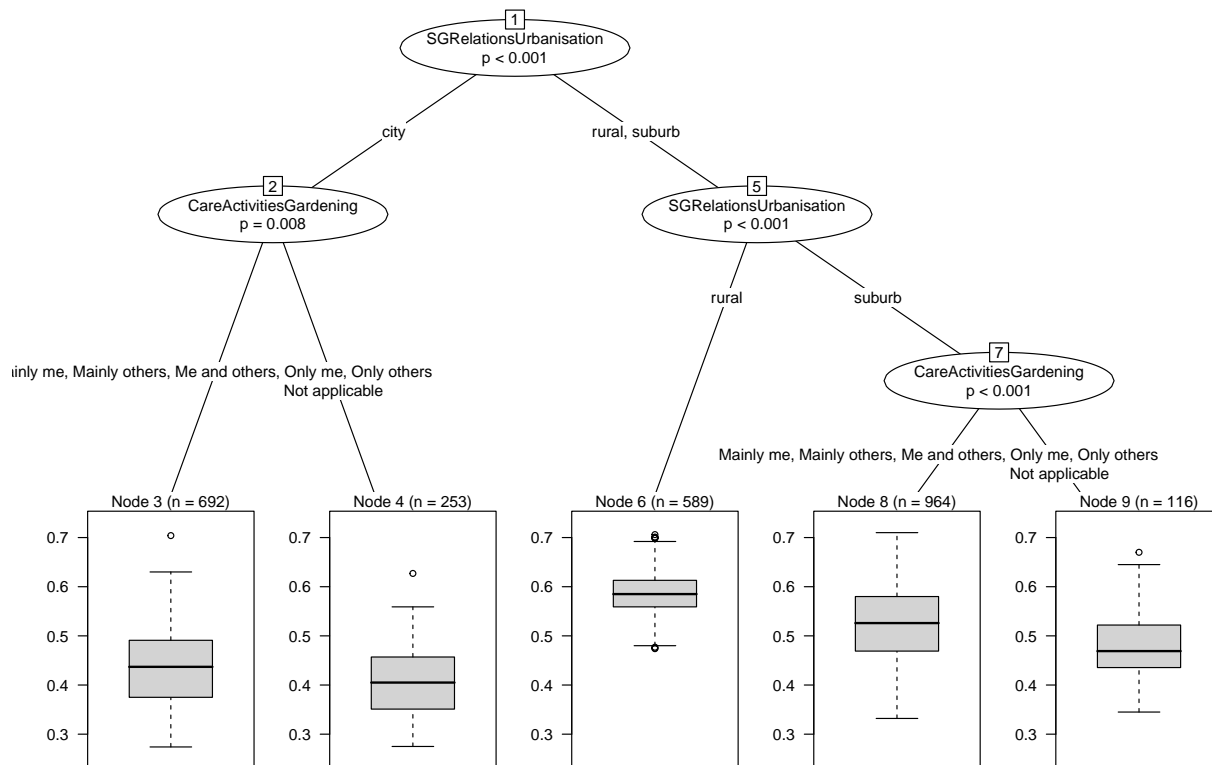 1
SGRelationsUrbanisation
p < 0.001
city
rural, suburb
2
CareActivitiesGardening
p = 0.008
5
SGRelationsUrbanisation
p < 0.001
rural
suburb
7
CareActivitiesGardening
p < 0.001
me, Mainly others, Me and others, Only me, Only others
Not applicable
Mainly me, Mainly others, Me and others, Only me, Only others
Not applicable
Node 3 (n = 692)
0.7
0.6
0.5
0.4
0.3
Node 4 (n = 253)
0.7
0.6
0.5
0.4
0.3
Node 6 (n = 589)
0.7
0.6
0.5
0.4
0.3
Node 8 (n = 964)
0.7
0.6
0.5
0.4
0.3
Node 9 (n = 116)
0.7
0.6
0.5
0.4
0.3